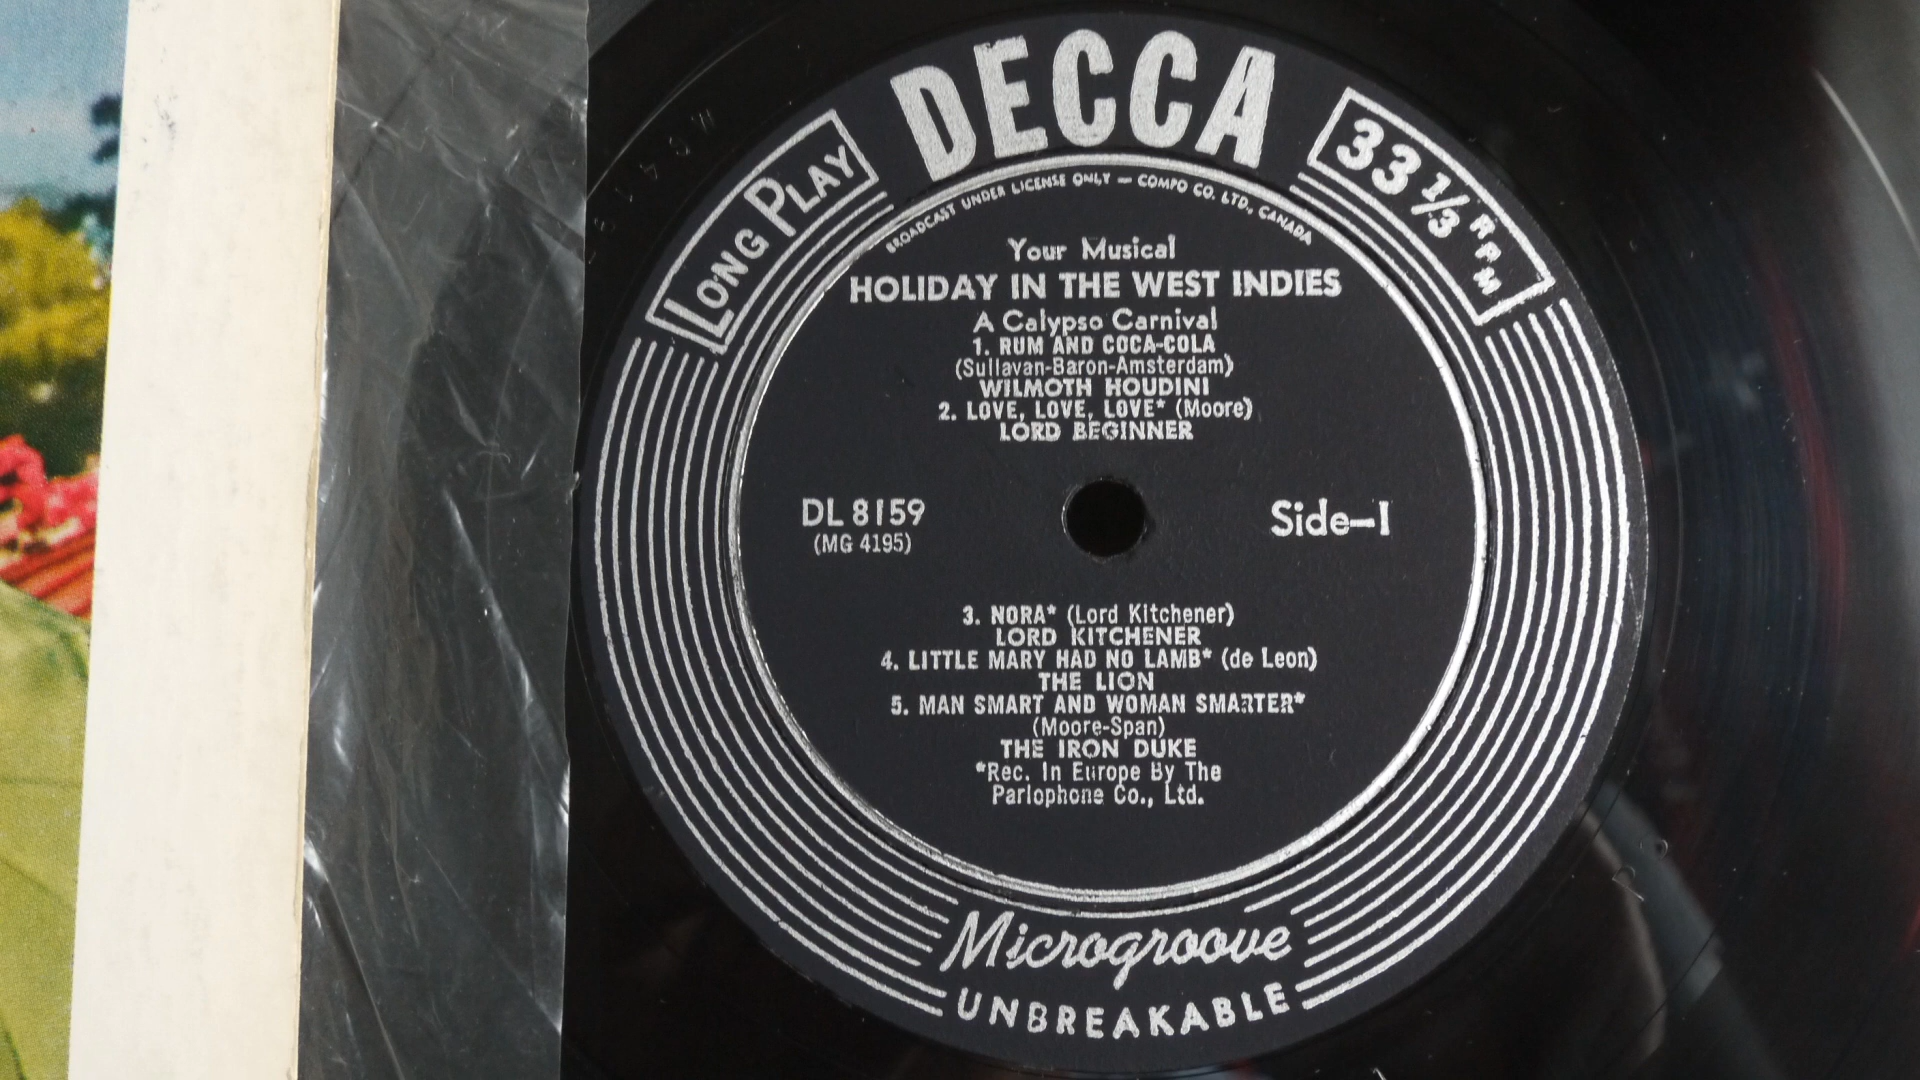 DECCA
LONG PLAY
33 1/3 RPM
BROADCAST UNDER LICENSE ONLY — COMPO CO. LTD., CANADA
Your Musical
HOLIDAY IN THE WEST INDIES
A Calypso Carnival
1. RUM AND COCA-COLA
(Sullavan-Baron-Amsterdam)
WILMOTH HOUDINI
2. LOVE, LOVE, LOVE* (Moore)
LORD BEGINNER
DL 8159
(MG 4195)
Side—1
3. NORA* (Lord Kitchener)
LORD KITCHENER
4. LITTLE MARY HAD NO LAMB* (de Leon)
THE LION
5. MAN SMART AND WOMAN SMARTER*
(Moore-Span)
THE IRON DUKE
*Rec. In Europe By The
Parlophone Co., Ltd.
Microgroove
UNBREAKABLE